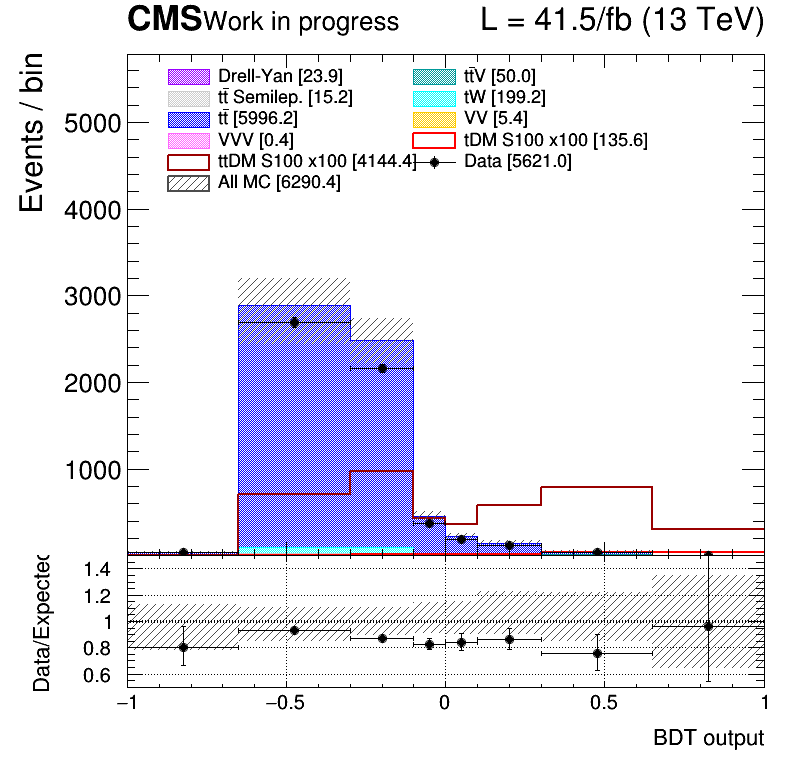 CMS Work in progress L = 41.5/fb (13 TeV)
Drell-Yan [23.9] tt̄V [50.0]
tt̄ Semilep. [15.2] tW [199.2]
tt̄ [5996.2] VV [5.4]
VVV [0.4] tDM S100 x100 [135.6]
ttDM S100 x100 [4144.4] Data [5621.0]
All MC [6290.4]
Events / bin
5000
4000
3000
2000
1000
Data/Expected
1.4
1.2
1
0.8
0.6
−1 −0.5 0 0.5 1
BDT output